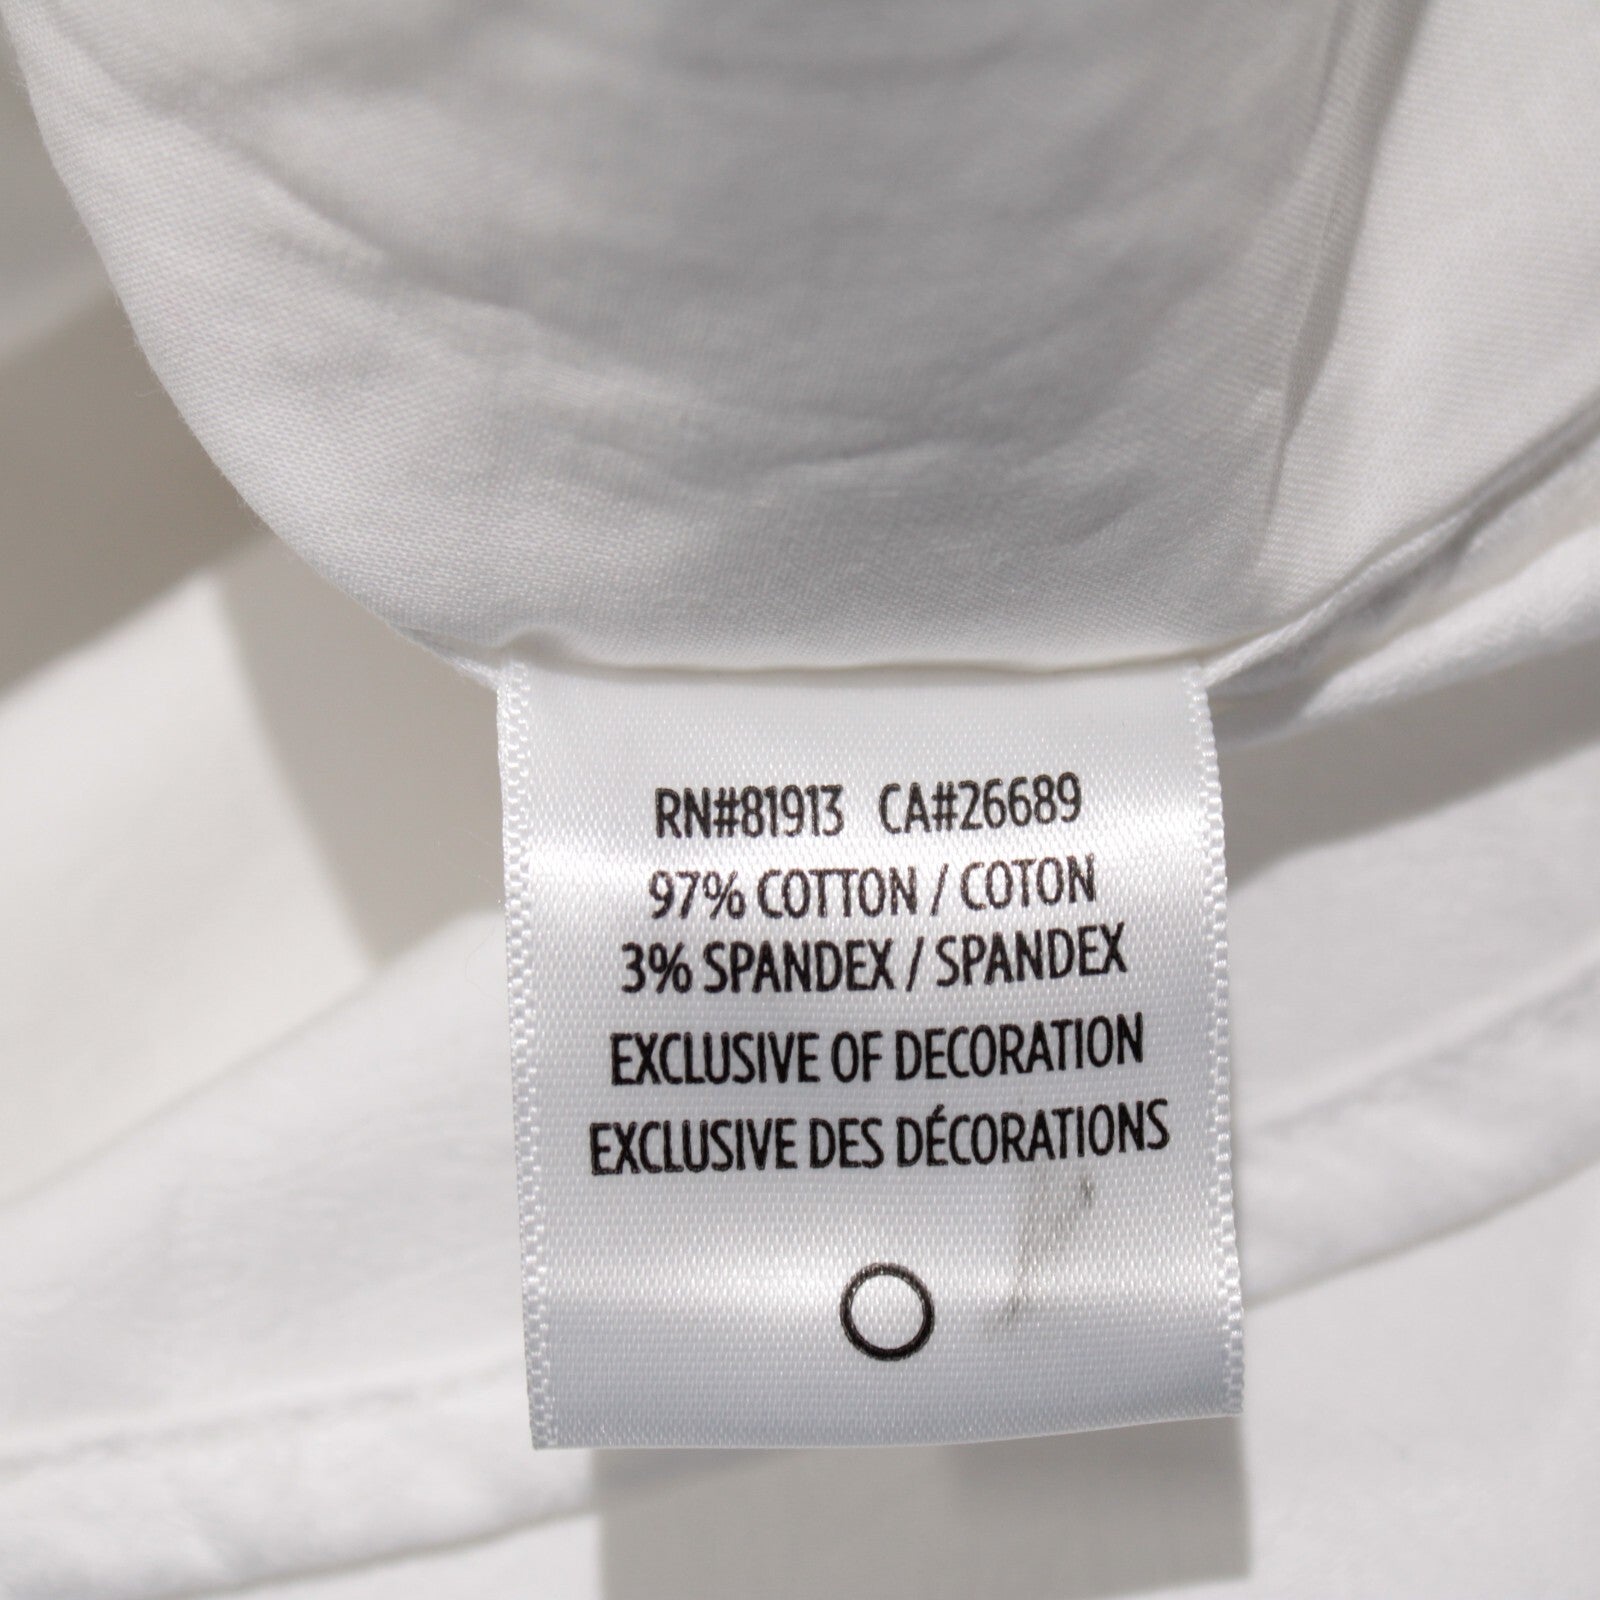 RN#81913 CA#26689
97% COTTON / COTON
3% SPANDEX / SPANDEX
EXCLUSIVE OF DECORATION
EXCLUSIVE DES DÉCORATIONS